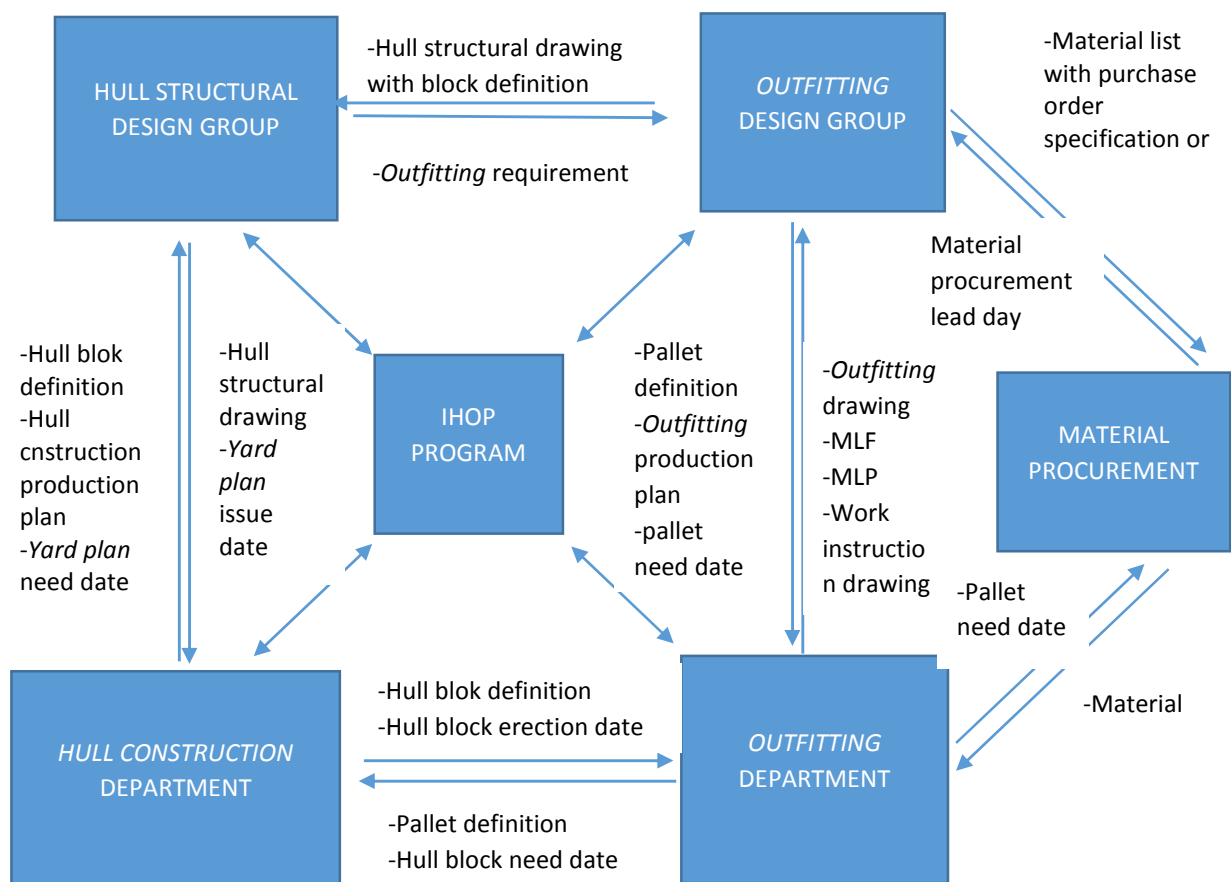 HULL STRUCTURAL
DESIGN GROUP
-Hull structural drawing
with block definition
-Outfitting requirement
OUTFITTING
DESIGN GROUP
-Material list
with purchase
order
specification or
Material
procurement
lead day
-Hull blok
definition
-Hull
cnstruction
production
plan
-Yard plan
need date
-Hull
structural
drawing
-Yard
plan
issue
date
IHOP
PROGRAM
-Pallet
definition
-Outfitting
production
plan
-pallet
need date
-Outfitting
drawing
-MLF
-MLP
-Work
instructio
n drawing
MATERIAL
PROCUREMENT
-Pallet
need date
-Material
HULL CONSTRUCTION
DEPARTMENT
-Hull blok definition
-Hull block erection date
-Pallet definition
-Hull block need date
OUTFITTING
DEPARTMENT